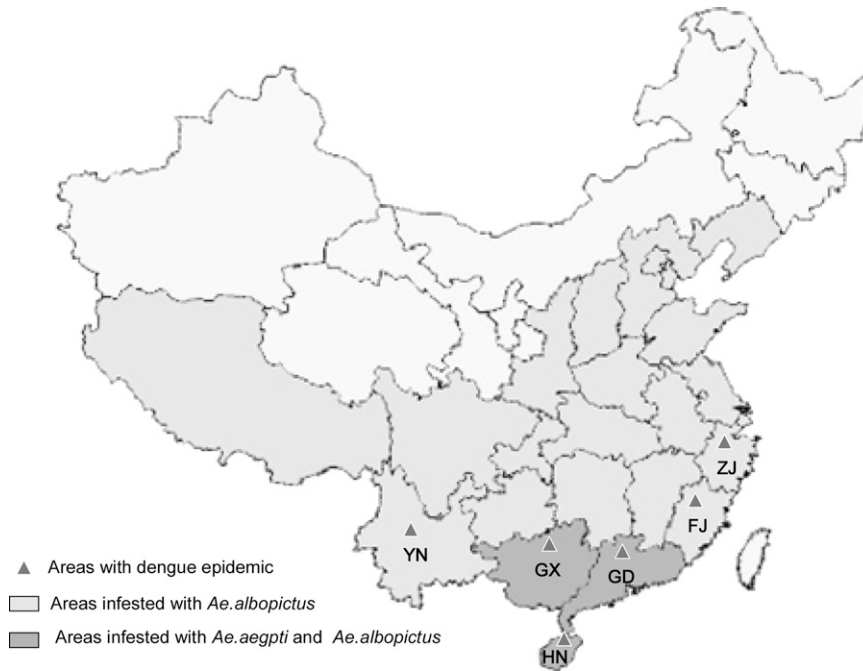 ZJ
FJ
YN
GX
GD
HN
Areas with dengue epidemic
Areas infested with Ae.albopictus
Areas infested with Ae.aegpti and Ae.albopictus